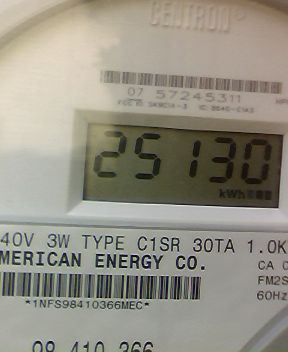 CENTRON®
07 57245311
25130
kWh
40V 3W TYPE C1SR 30TA 1.0K
MERICAN ENERGY CO.
CA 0
FM2S
*1NFS98410366MEC*
60Hz
98 410 366